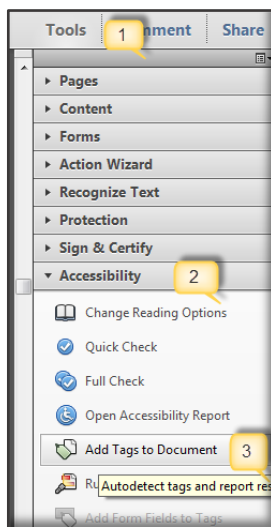 Tools 1 mment Share
Pages
Content
Forms
Action Wizard
Recognize Text
Protection
Sign & Certify
Accessibility 2
Change Reading Options
Quick Check
Full Check
Open Accessibility Report
Add Tags to Document 3
Ru Autodetect tags and report res
Add Form Fields to Tags